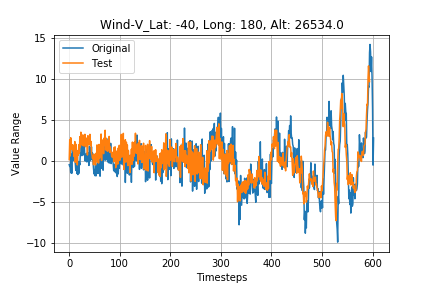 Wind-V_Lat: -40, Long: 180, Alt: 26534.0
Original
Test
Value Range
15
10
5
0
−5
−10
0 100 200 300 400 500 600
Timesteps